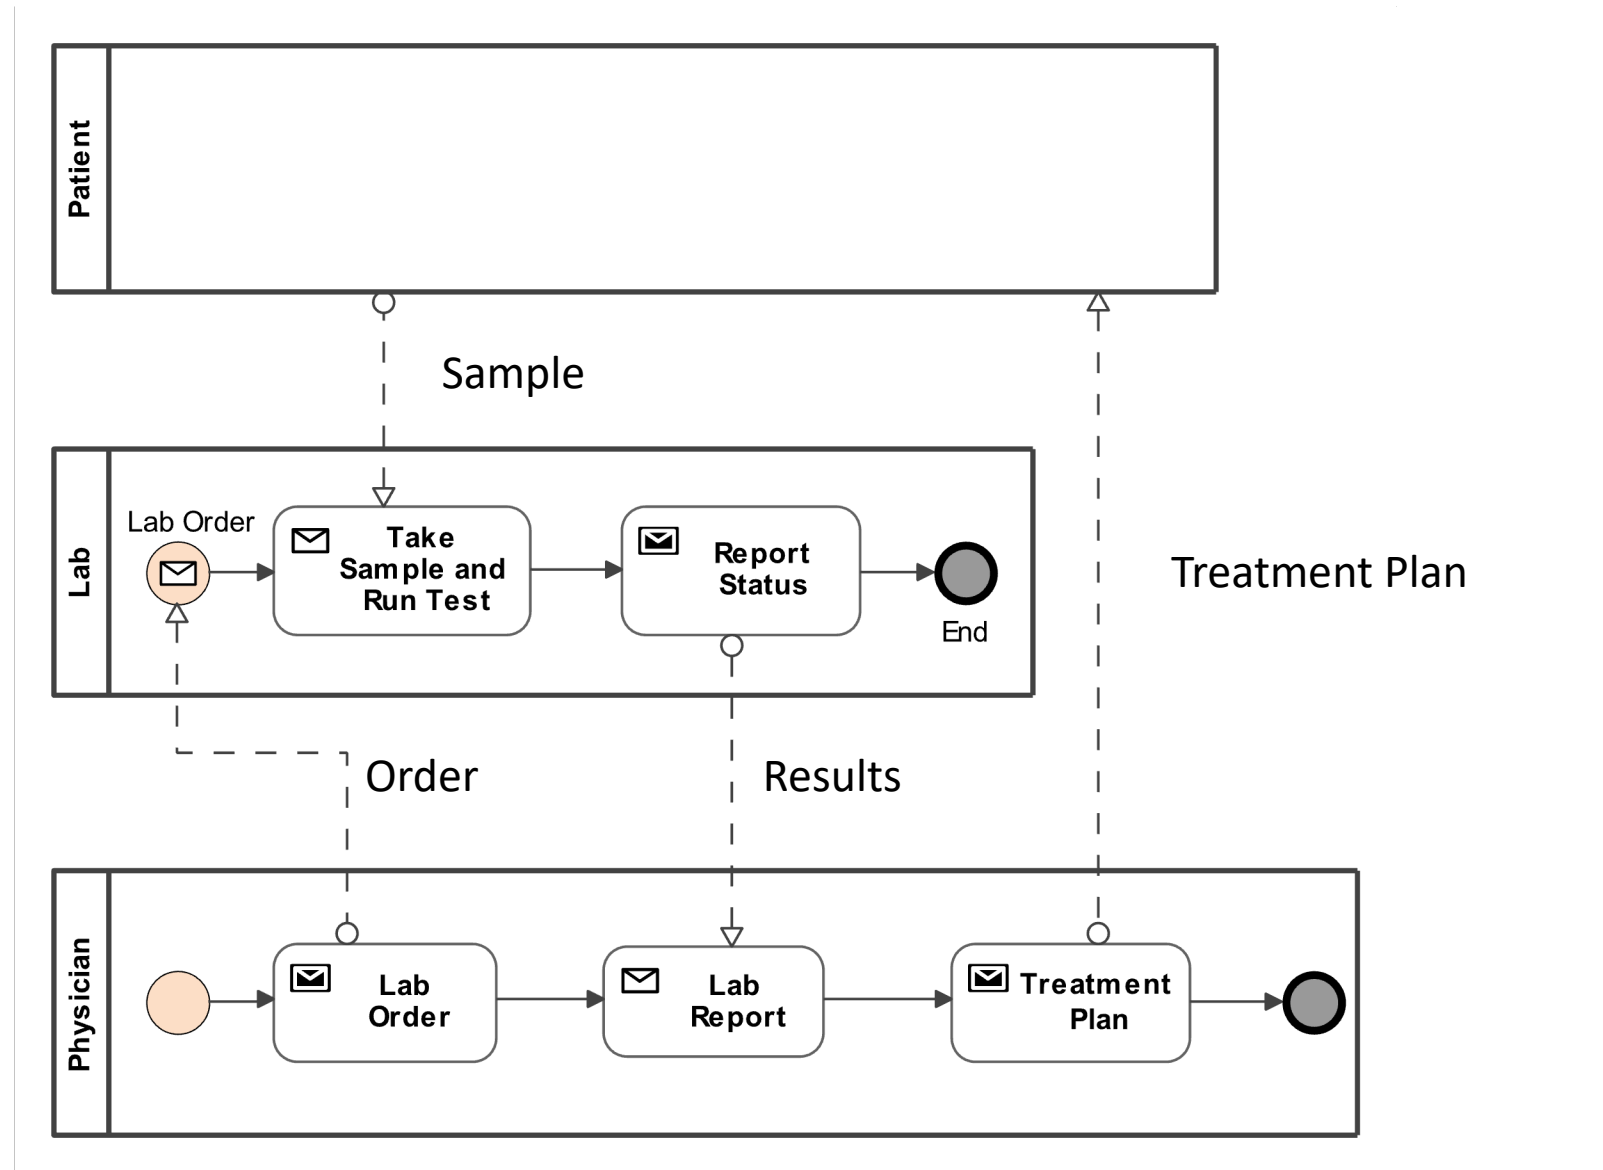 Patient
Sample
Lab
Lab Order
Take
Sample and
Run Test
Report
Status
End
Treatment Plan
Order
Results
Physician
Lab
Order
Lab
Report
Treatment
Plan